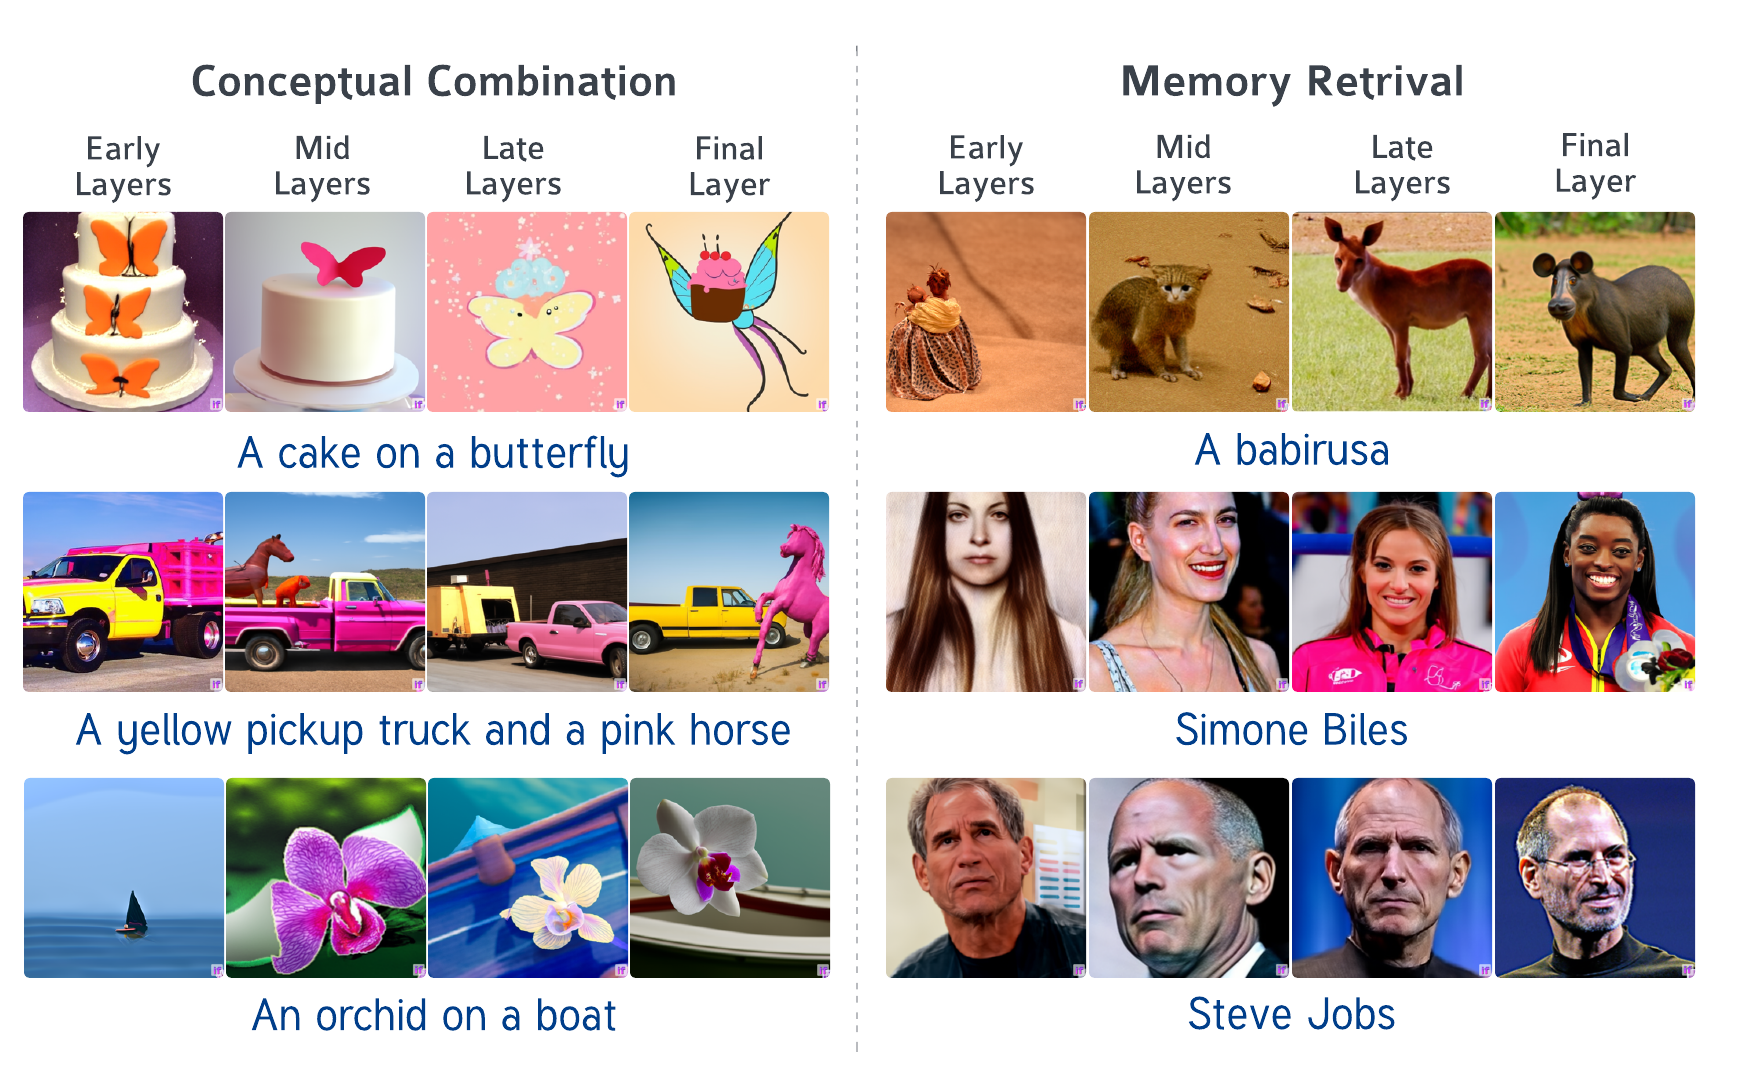 Conceptual Combination
Early Layers
Mid Layers
Late Layers
Final Layer
A cake on a butterfly
A yellow pickup truck and a pink horse
An orchid on a boat
Memory Retrival
Early Layers
Mid Layers
Late Layers
Final Layer
A babirusa
Simone Biles
Steve Jobs